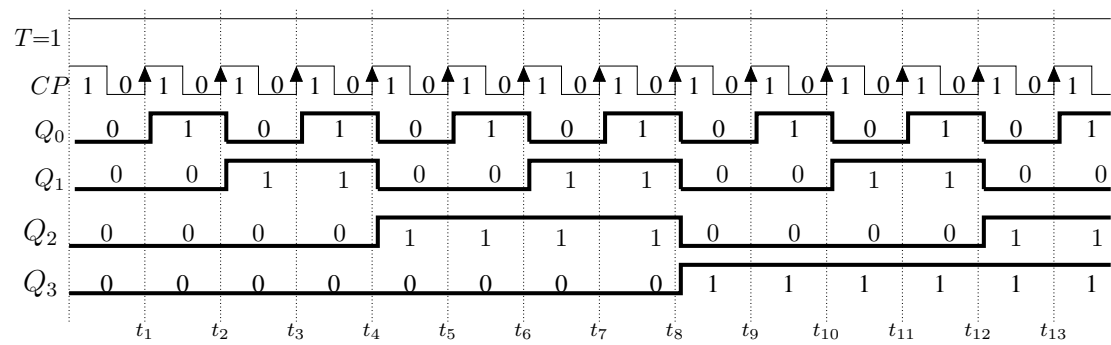 T=1
CP 1 0 1 0 1 0 1 0 1 0 1 0 1 0 1 0 1 0 1 0 1 0 1 0 1 0 1
Q₀ 0 1 0 1 0 1 0 1 0 1 0 1 0 1
Q₁ 0 0 1 1 0 0 1 1 0 0 1 1 0 0
Q₂ 0 0 0 0 1 1 1 1 0 0 0 0 1 1
Q₃ 0 0 0 0 0 0 0 0 1 1 1 1 1 1
t₁ t₂ t₃ t₄ t₅ t₆ t₇ t₈ t₉ t₁₀ t₁₁ t₁₂ t₁₃